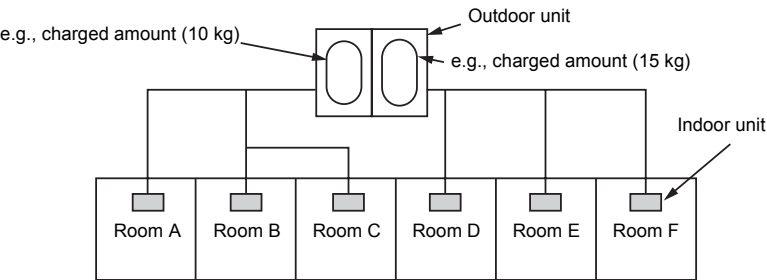 Outdoor unit
e.g., charged amount (10 kg)
e.g., charged amount (15 kg)
Indoor unit
Room A Room B Room C Room D Room E Room F